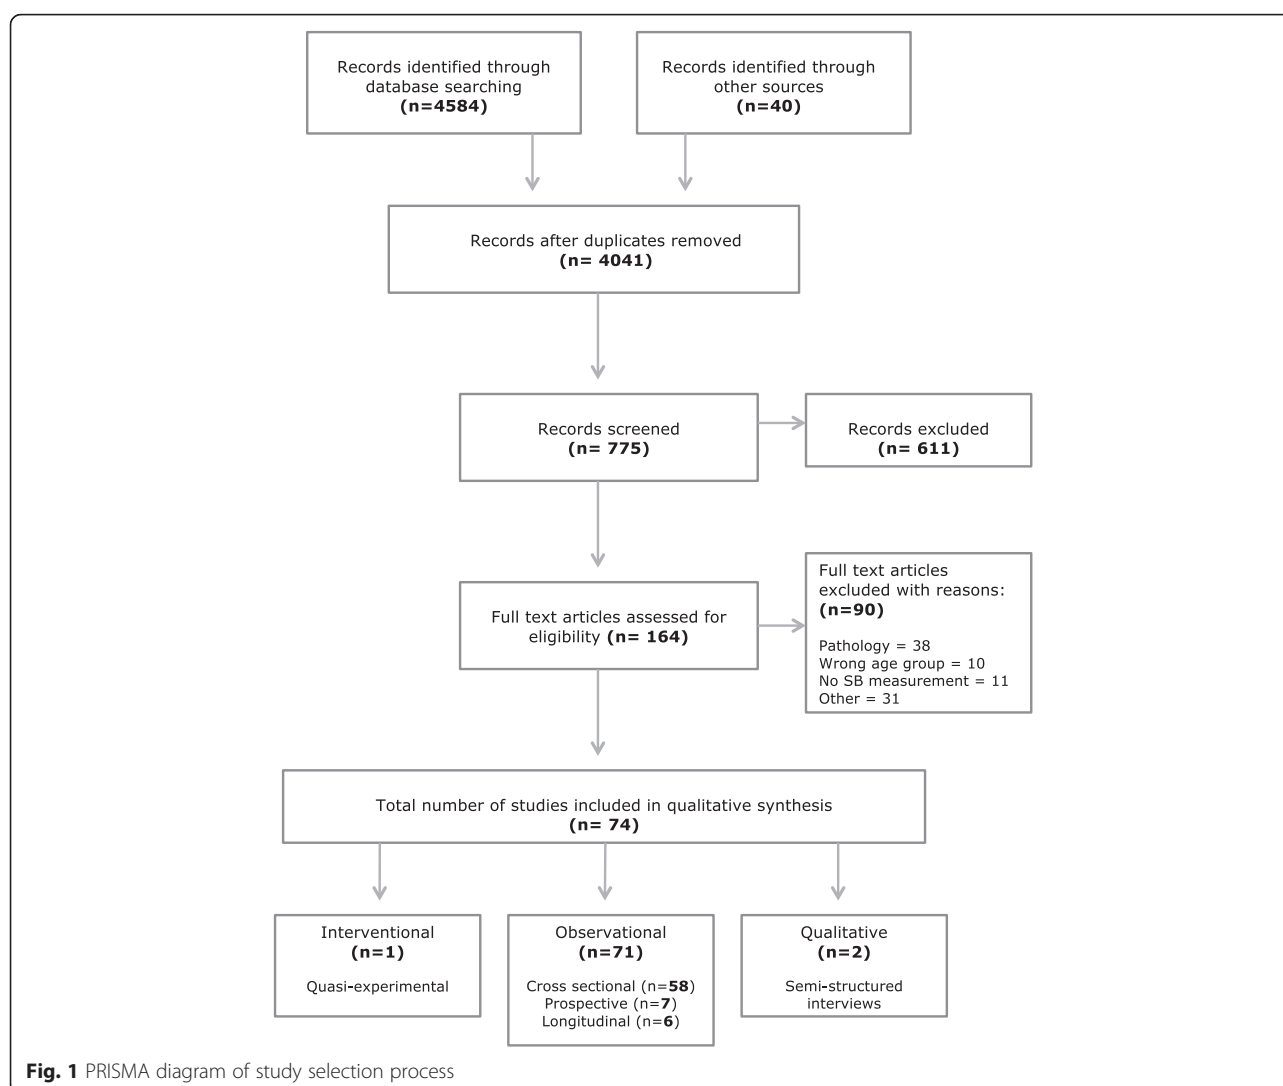 Records identified through
database searching
(n=4584)
Records identified through
other sources
(n=40)
Records after duplicates removed
(n= 4041)
Records screened
(n= 775)
Records excluded
(n= 611)
Full text articles assessed for
eligibility (n= 164)
Full text articles
excluded with reasons:
(n=90)
Pathology = 38
Wrong age group = 10
No SB measurement = 11
Other = 31
Total number of studies included in qualitative synthesis
(n= 74)
Interventional
(n=1)
Quasi-experimental
Observational
(n=71)
Cross sectional (n=58)
Prospective (n=7)
Longitudinal (n=6)
Qualitative
(n=2)
Semi-structured
interviews
Fig. 1 PRISMA diagram of study selection process